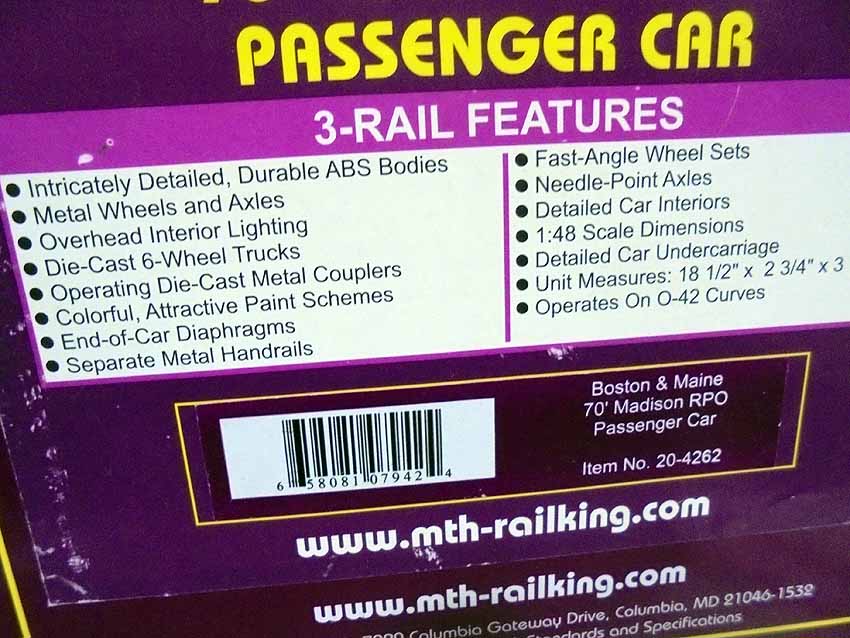 PASSENGER CAR
3-RAIL FEATURES
• Intricately Detailed, Durable ABS Bodies
• Metal Wheels and Axles
• Overhead Interior Lighting
• Die-Cast 6-Wheel Trucks
• Operating Die-Cast Metal Couplers
• Colorful, Attractive Paint Schemes
• End-of-Car Diaphragms
• Separate Metal Handrails
• Fast-Angle Wheel Sets
• Needle-Point Axles
• Detailed Car Interiors
• 1:48 Scale Dimensions
• Detailed Car Undercarriage
• Unit Measures: 18 1/2" x 2 3/4" x 3
• Operates On O-42 Curves
Boston & Maine
70' Madison RPO
Passenger Car
Item No. 20-4262
6 58081 07942 4
www.mth-railking.com
www.mth-railking.com
Columbia Gateway Drive, Columbia, MD 21046-1532
Standards and Specifications